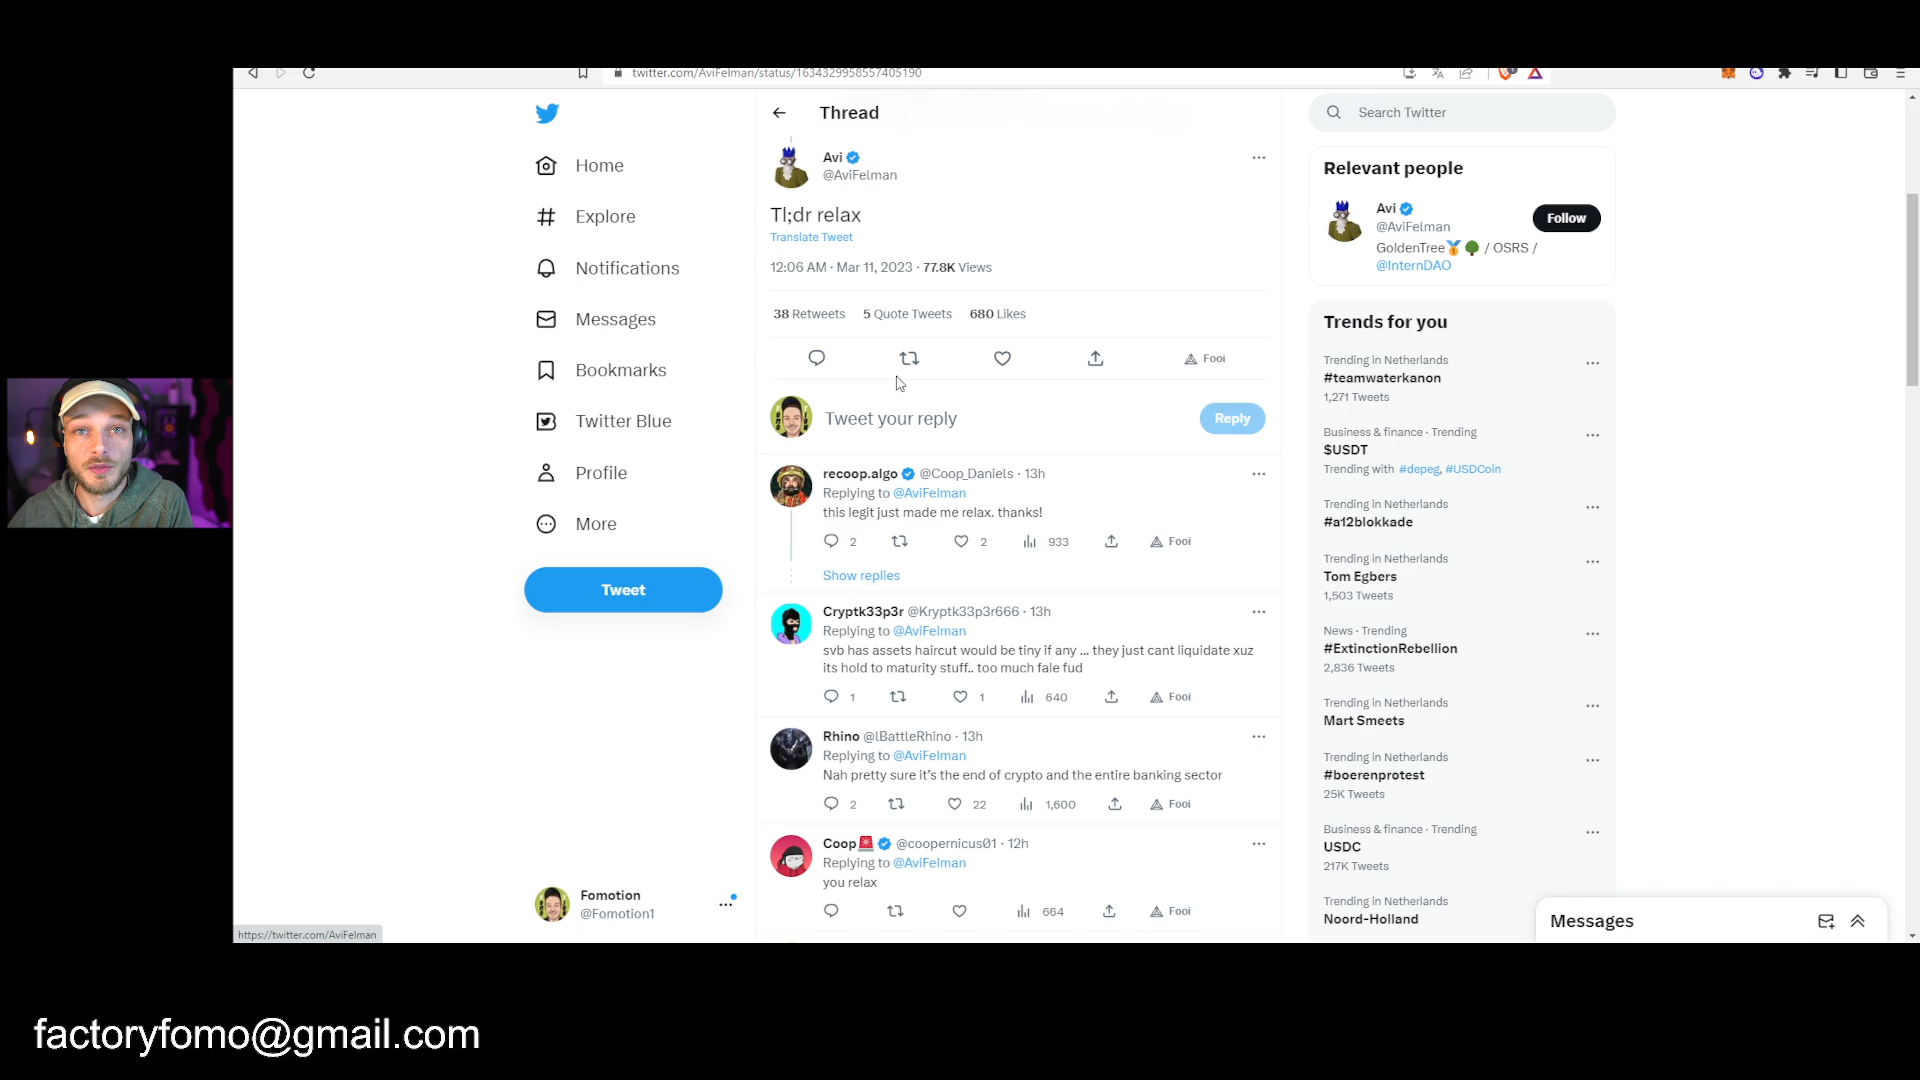 twitter.com/AviFelman/status/1634329958557405190
Home
Explore
Notifications
Messages
Bookmarks
Twitter Blue
Profile
More
Tweet
Fomotion
@Fomotion1
https://twitter.com/AviFelman
Thread
Avi
@AviFelman
Tl;dr relax
Translate Tweet
12:06 AM · Mar 11, 2023 · 77.8K Views
38 Retweets 5 Quote Tweets 680 Likes
Fooi
Tweet your reply
Reply
recoop.algo @Coop_Daniels · 13h
Replying to @AviFelman
this legit just made me relax. thanks!
2 2 933 Fooi
Show replies
Cryptk33p3r @Kryptk33p3r666 · 13h
Replying to @AviFelman
svb has assets haircut would be tiny if any ... they just cant liquidate xuz
its hold to maturity stuff.. too much fale fud
1 1 640 Fooi
Rhino @lBattleRhino · 13h
Replying to @AviFelman
Nah pretty sure it's the end of crypto and the entire banking sector
2 22 1,600 Fooi
Coop @coopernicus01 · 12h
Replying to @AviFelman
you relax
664 Fooi
Search Twitter
Relevant people
Avi
@AviFelman
Follow
GoldenTree / OSRS /
@InternDAO
Trends for you
Trending in Netherlands
#teamwaterkanon
1,271 Tweets
Business & finance · Trending
$USDT
Trending with #depeg, #USDCoin
Trending in Netherlands
#a12blokkade
Trending in Netherlands
Tom Egbers
1,503 Tweets
News · Trending
#ExtinctionRebellion
2,836 Tweets
Trending in Netherlands
Mart Smeets
Trending in Netherlands
#boerenprotest
25K Tweets
Business & finance · Trending
USDC
217K Tweets
Trending in Netherlands
Noord-Holland
Messages
factoryfomo@gmail.com